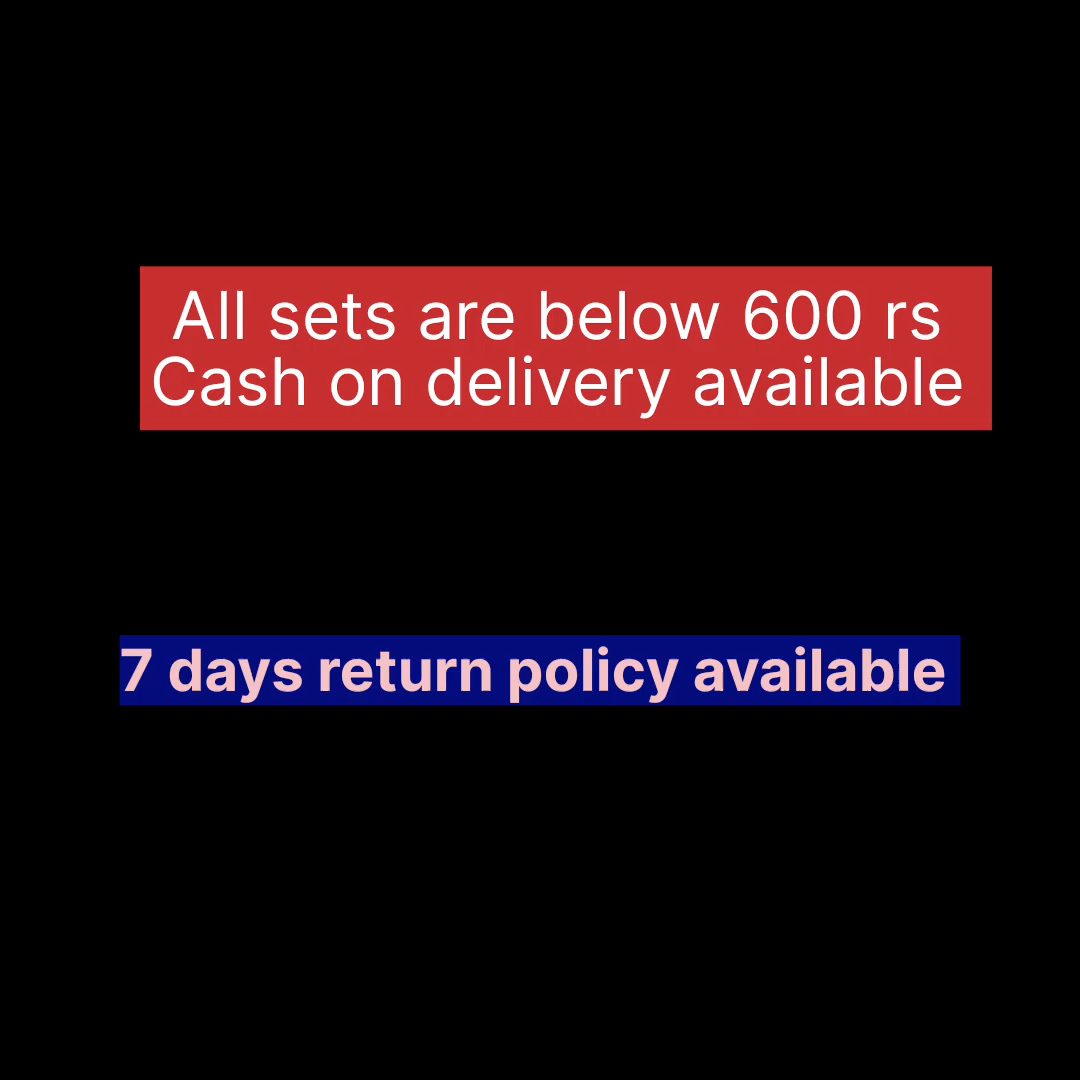 All sets are below 600 rs
Cash on delivery available
7 days return policy available